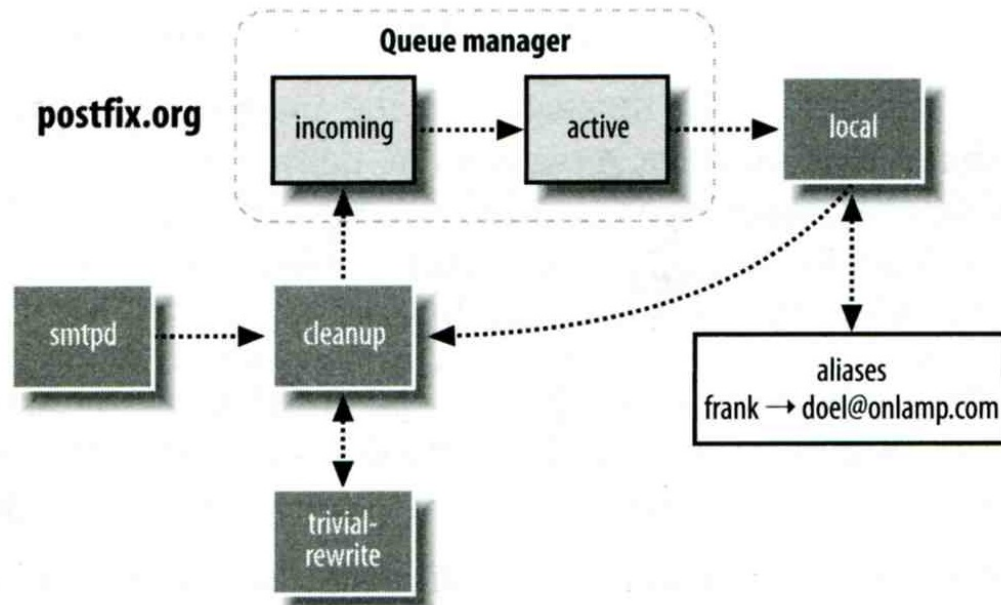 Queue manager
postfix.org
incoming
active
local
smtpd
cleanup
aliases
frank → doel@onlamp.com
trivial-
rewrite